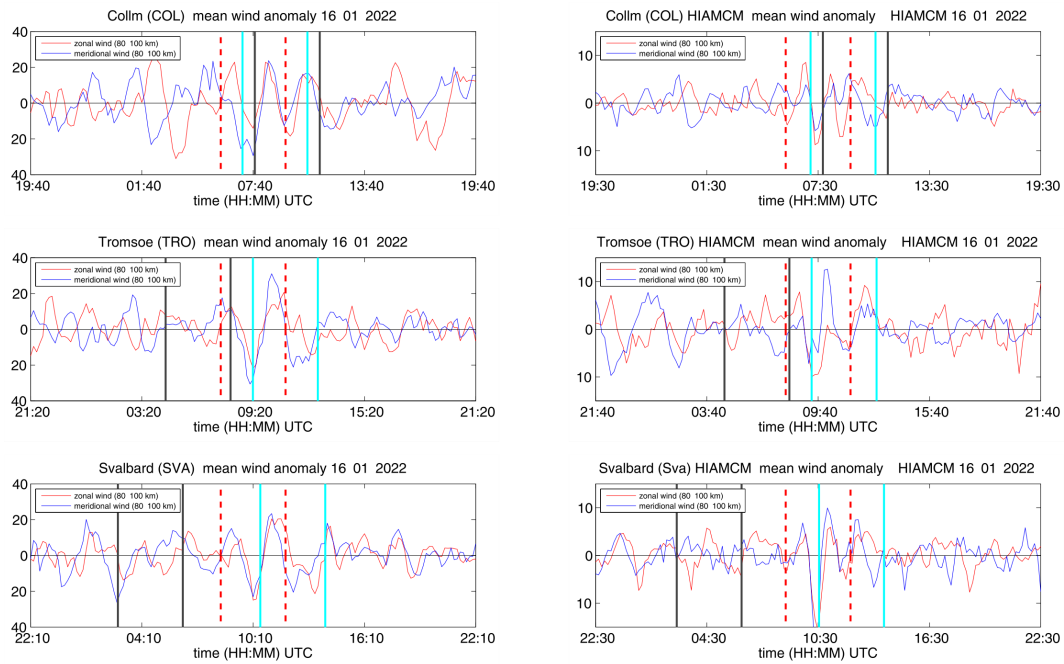 Collm (COL)  mean wind anomaly 16  01  2022
40
20
0
20
40
zonal wind (80  100 km)
meridional wind (80  100 km)
19:40 01:40 07:40 13:40 19:40
time (HH:MM) UTC
Collm (COL) HIAMCM  mean wind anomaly    HIAMCM 16  01  2022
10
0
10
zonal wind (80  100 km)
meridional wind (80  100 km)
19:30 01:30 07:30 13:30 19:30
time (HH:MM) UTC
Tromsoe (TRO)  mean wind anomaly 16  01  2022
40
20
0
20
40
zonal wind (80  100 km)
meridional wind (80  100 km)
21:20 03:20 09:20 15:20 21:20
time (HH:MM) UTC
Tromsoe (TRO) HIAMCM  mean wind anomaly    HIAMCM 16  01  2022
10
0
10
zonal wind (80  100 km)
meridional wind (80  100 km)
21:40 03:40 09:40 15:40 21:40
time (HH:MM) UTC
Svalbard (SVA)  mean wind anomaly 16  01  2022
40
20
0
20
40
zonal wind (80  100 km)
meridional wind (80  100 km)
22:10 04:10 10:10 16:10 22:10
time (HH:MM) UTC
Svalbard (Sva) HIAMCM  mean wind anomaly    HIAMCM 16  01  2022
10
0
10
zonal wind (80  100 km)
meridional wind (80  100 km)
22:30 04:30 10:30 16:30 22:30
time (HH:MM) UTC